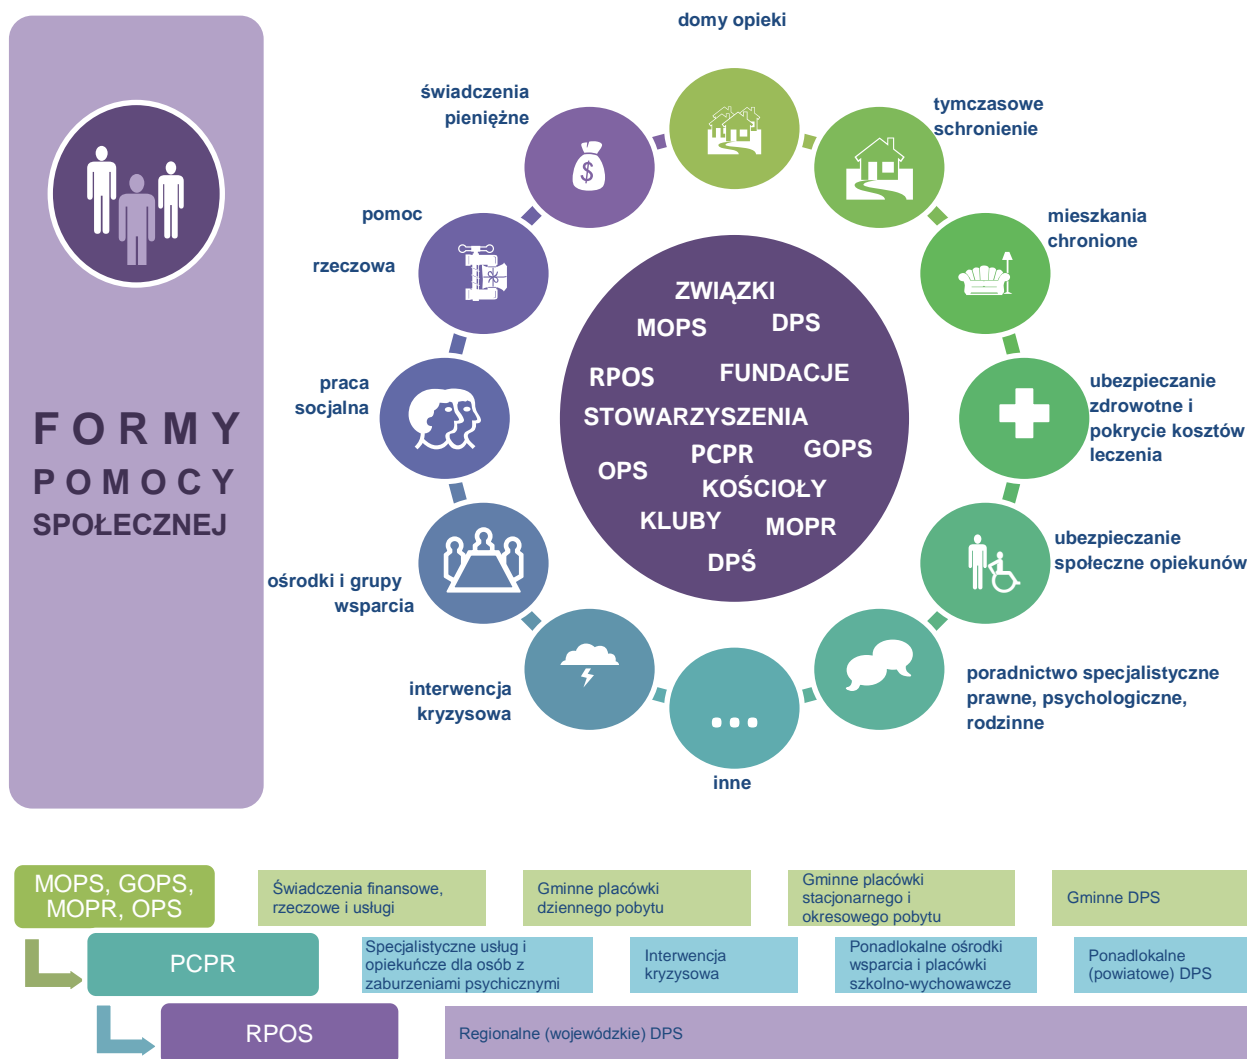 FORMY
POMOCY
SPOŁECZNEJ
domy opieki
świadczenia
pieniężne
tymczasowe
schronienie
pomoc
rzeczowa
mieszkania
chronione
praca
socjalna
ubezpieczanie
zdrowotne i
pokrycie kosztów
leczenia
ośrodki i grupy
wsparcia
ubezpieczanie
społeczne opiekunów
interwencja
kryzysowa
poradnictwo specjalistyczne
prawne, psychologiczne,
rodzinne
...
inne
$
ZWIĄZKI
MOPS DPS
RPOS FUNDACJE
STOWARZYSZENIA
PCPR GOPS
OPS
KOŚCIOŁY
KLUBY MOPR
DPŚ
MOPS, GOPS,
MOPR, OPS
Świadczenia finansowe,
rzeczowe i usługi
Gminne placówki
dziennego pobytu
Gminne placówki
stacjonarnego i
okresowego pobytu
Gminne DPS
PCPR
Specjalistyczne usług i
opiekuńcze dla osób z
zaburzeniami psychicznymi
Interwencja
kryzysowa
Ponadlokalne ośrodki
wsparcia i placówki
szkolno-wychowawcze
Ponadlokalne
(powiatowe) DPS
RPOS
Regionalne (wojewódzkie) DPS